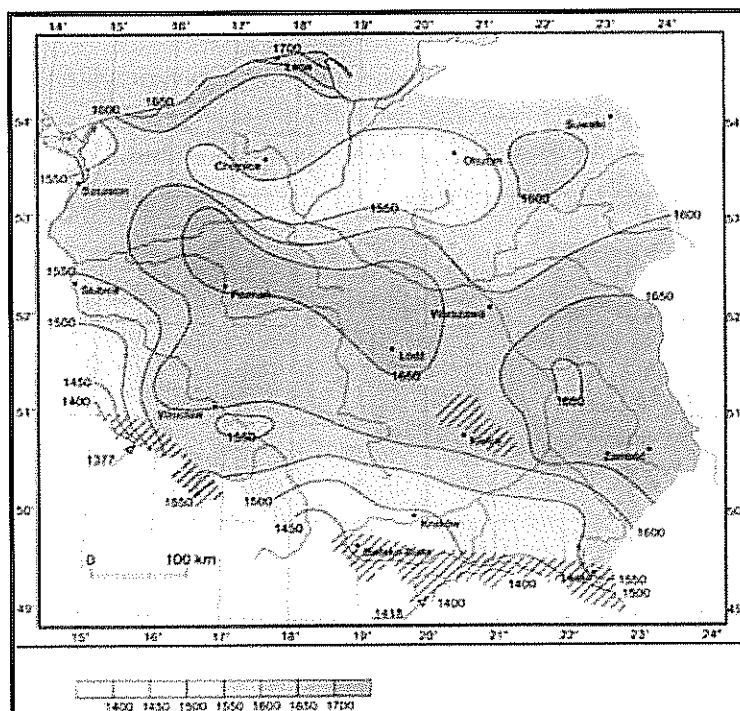 14° 15° 16° 17° 18° 19° 20° 21° 22° 23° 24°
1700
Łeba
1650
1600
54° 54
Suwałki
Chojnice
Olsztyn
1550
Szczecin
1600
1550
53° 1600 53
1550
1650
Słubice
Poznań
Warszawa
52° 52
1500
Łódź
1650
1450
1650
1400
Wrocław
51° 51
1550
Kielce
1377
Zamość
1550
1500
50° 50
1450
Kraków
1600
Bielsko-Biała
0 100 km
1400
1550
1500
49° 1400 49
1415
15° 16° 17° 18° 19° 20° 21° 22° 23° 24°
1400 1450 1500 1550 1600 1650 1700